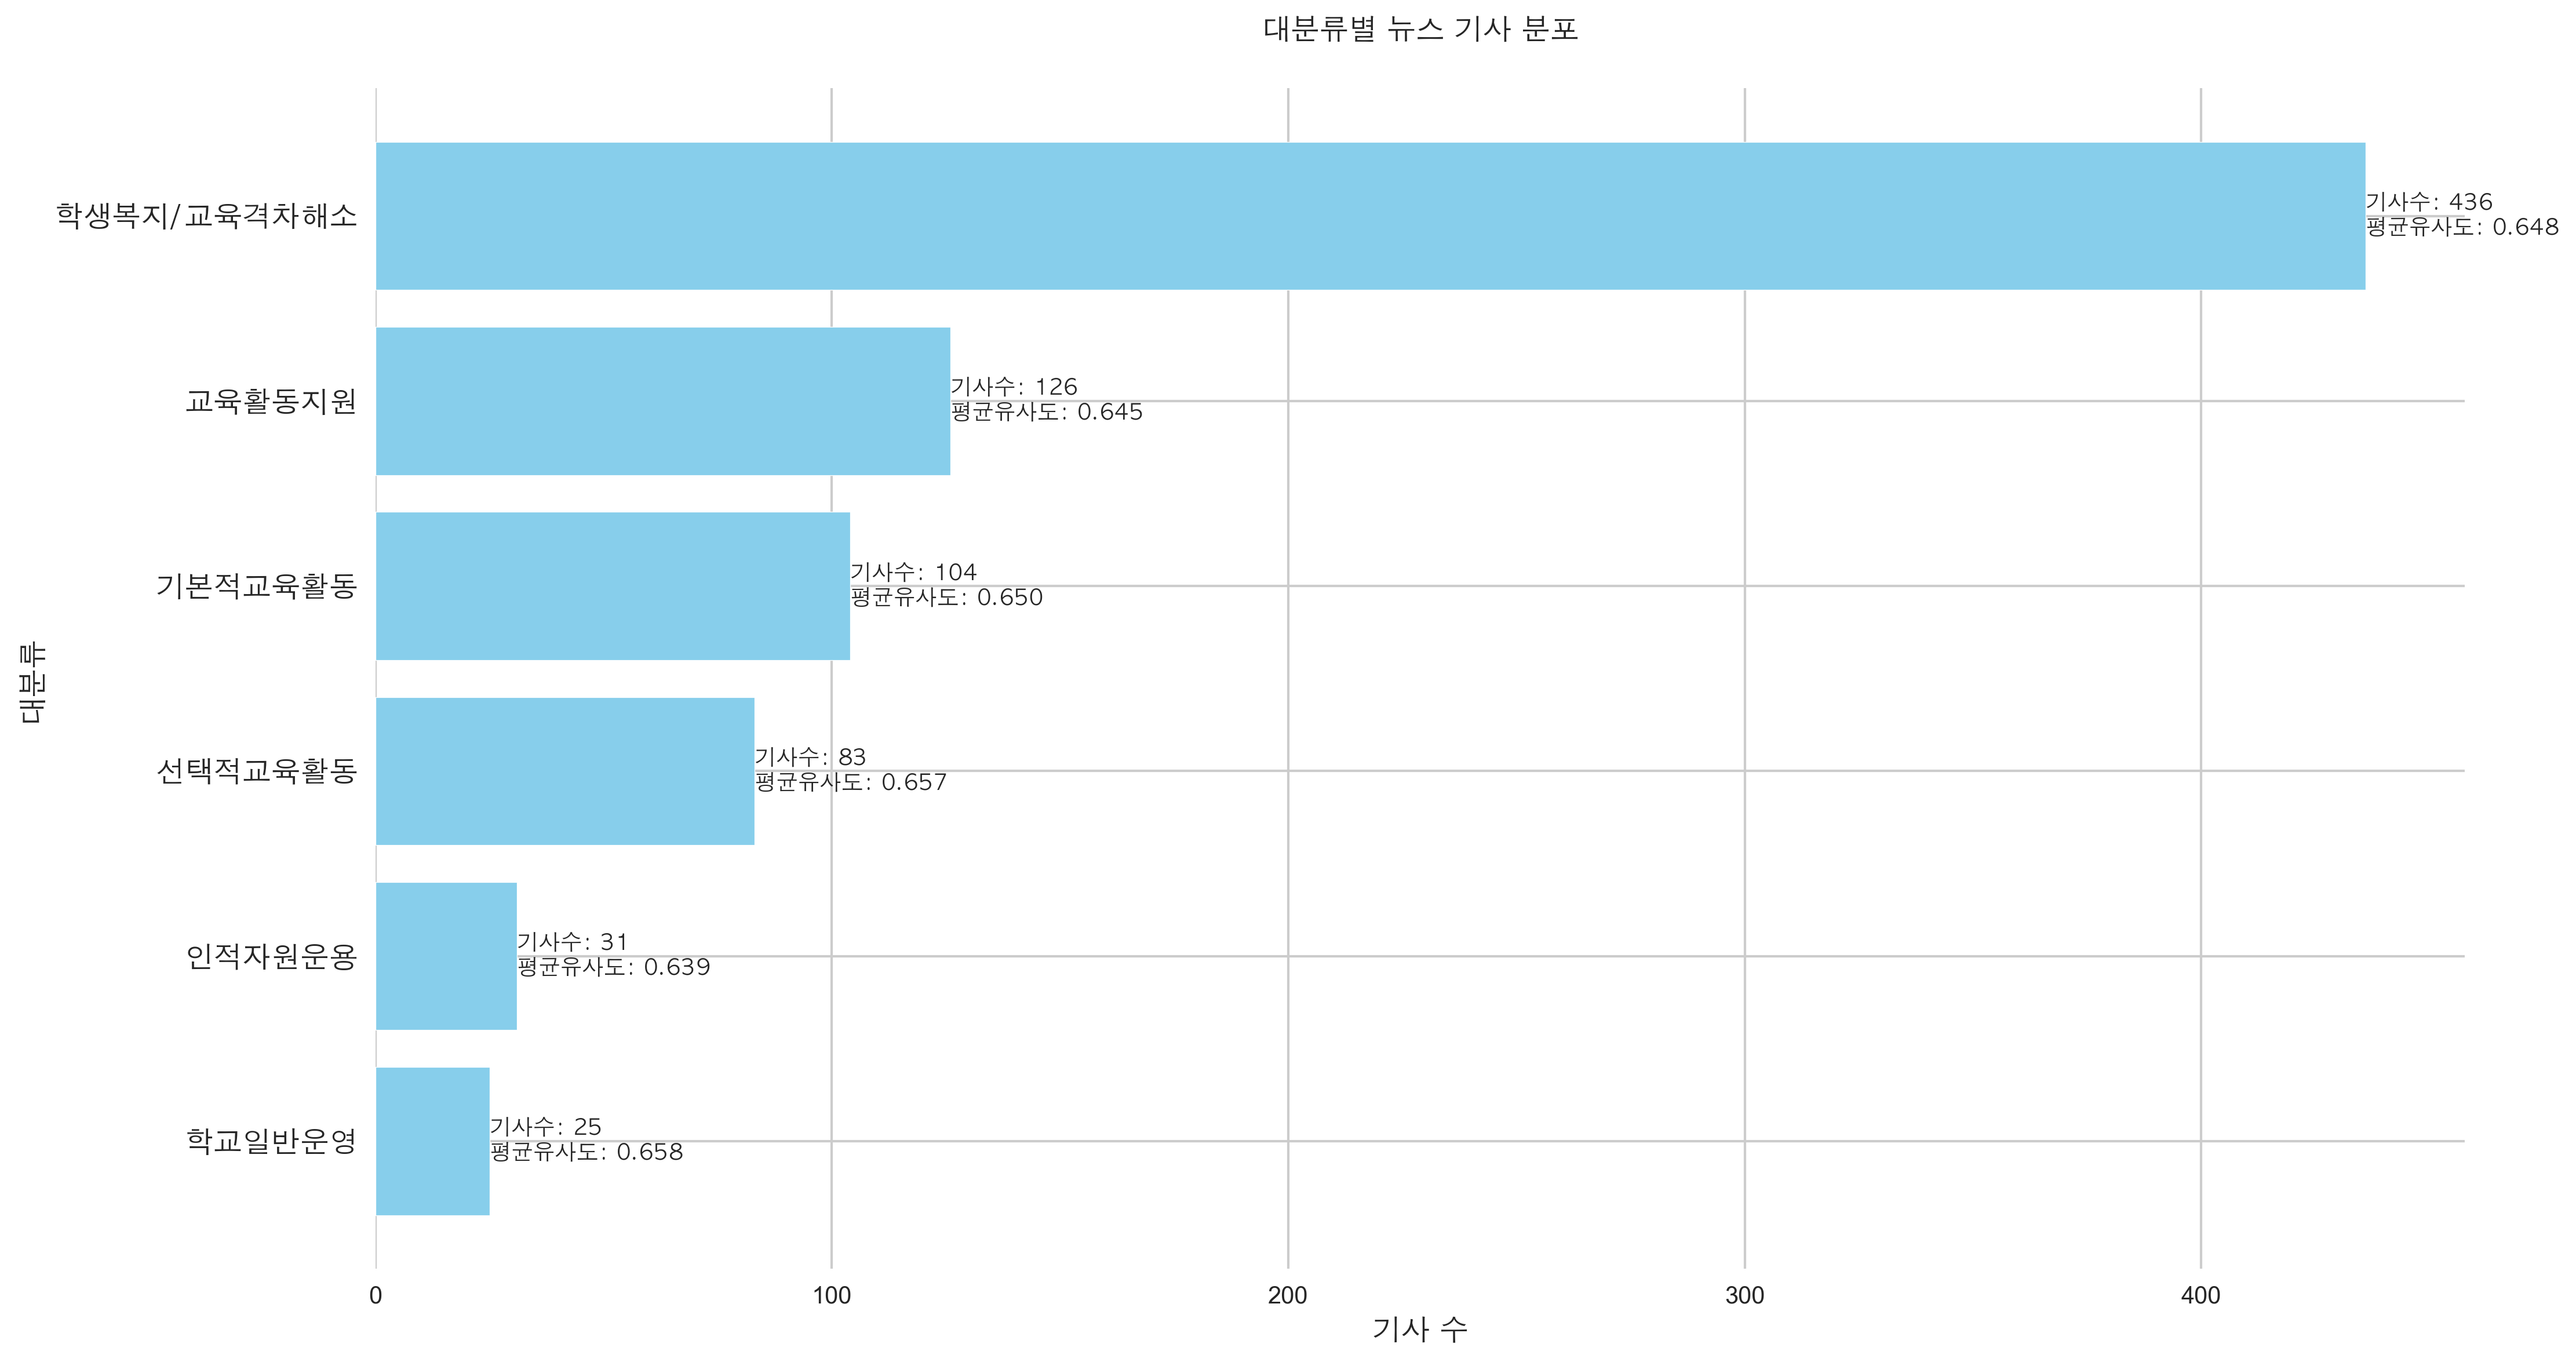 대분류별 뉴스 기사 분포
학생복지/교육격차해소
기사수: 436
평균유사도: 0.648
교육활동지원
기사수: 126
평균유사도: 0.645
기본적교육활동
기사수: 104
평균유사도: 0.650
선택적교육활동
기사수: 83
평균유사도: 0.657
인적자원운용
기사수: 31
평균유사도: 0.639
학교일반운영
기사수: 25
평균유사도: 0.658
대분류
0 100 200 300 400
기사 수